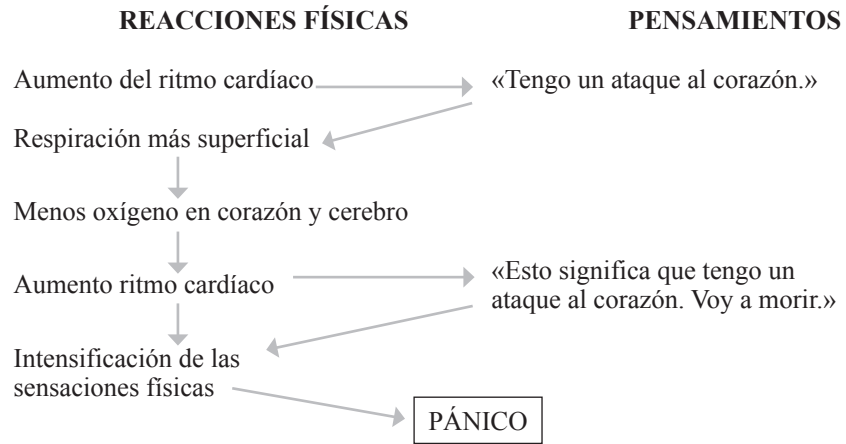 REACCIONES FÍSICAS
PENSAMIENTOS
Aumento del ritmo cardíaco
«Tengo un ataque al corazón.»
Respiración más superficial
Menos oxígeno en corazón y cerebro
Aumento ritmo cardíaco
«Esto significa que tengo un
ataque al corazón. Voy a morir.»
Intensificación de las
sensaciones físicas
PÁNICO